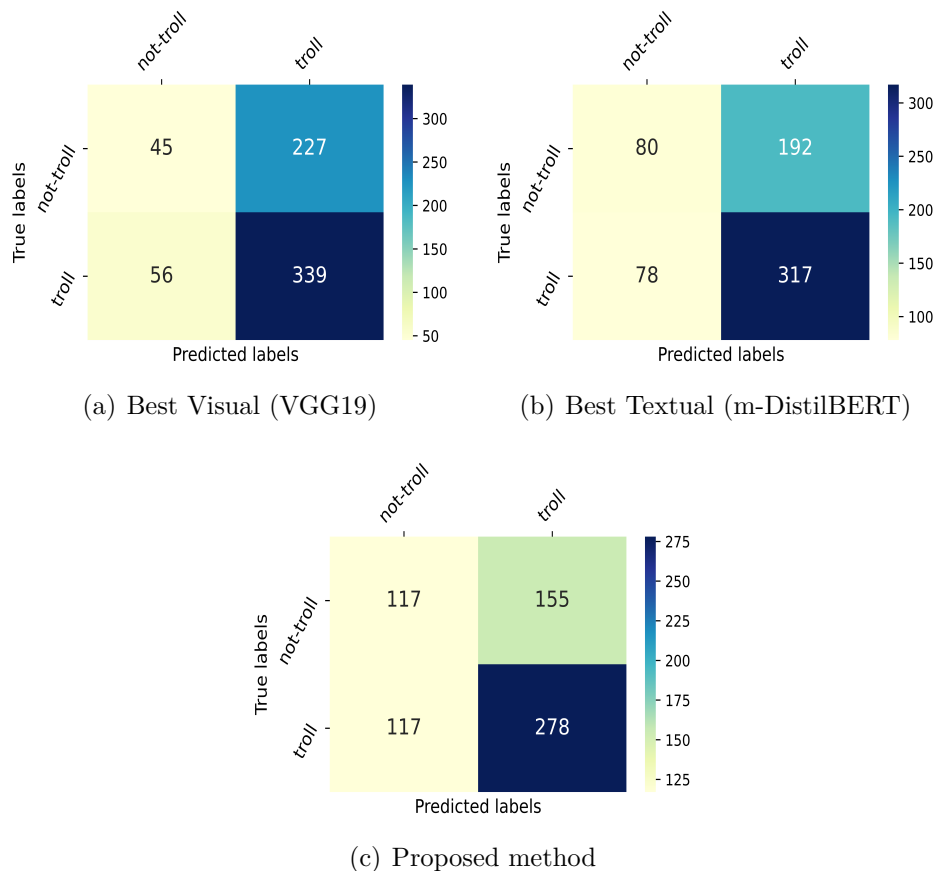 not-troll troll
True labels
not-troll 45 227
troll 56 339
Predicted labels
300
250
200
150
100
50
(a) Best Visual (VGG19)
not-troll troll
True labels
not-troll 80 192
troll 78 317
Predicted labels
300
250
200
150
100
(b) Best Textual (m-DistilBERT)
not-troll troll
True labels
not-troll 117 155
troll 117 278
Predicted labels
275
250
225
200
175
150
125
(c) Proposed method